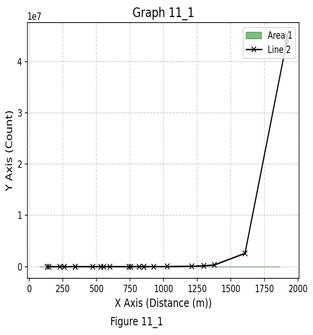 Graph 11_1
1e7
Area 1
Line 2
4
3
2
1
0
Y Axis (Count)
0 250 500 750 1000 1250 1500 1750 2000
X Axis (Distance (m))
Figure 11_1